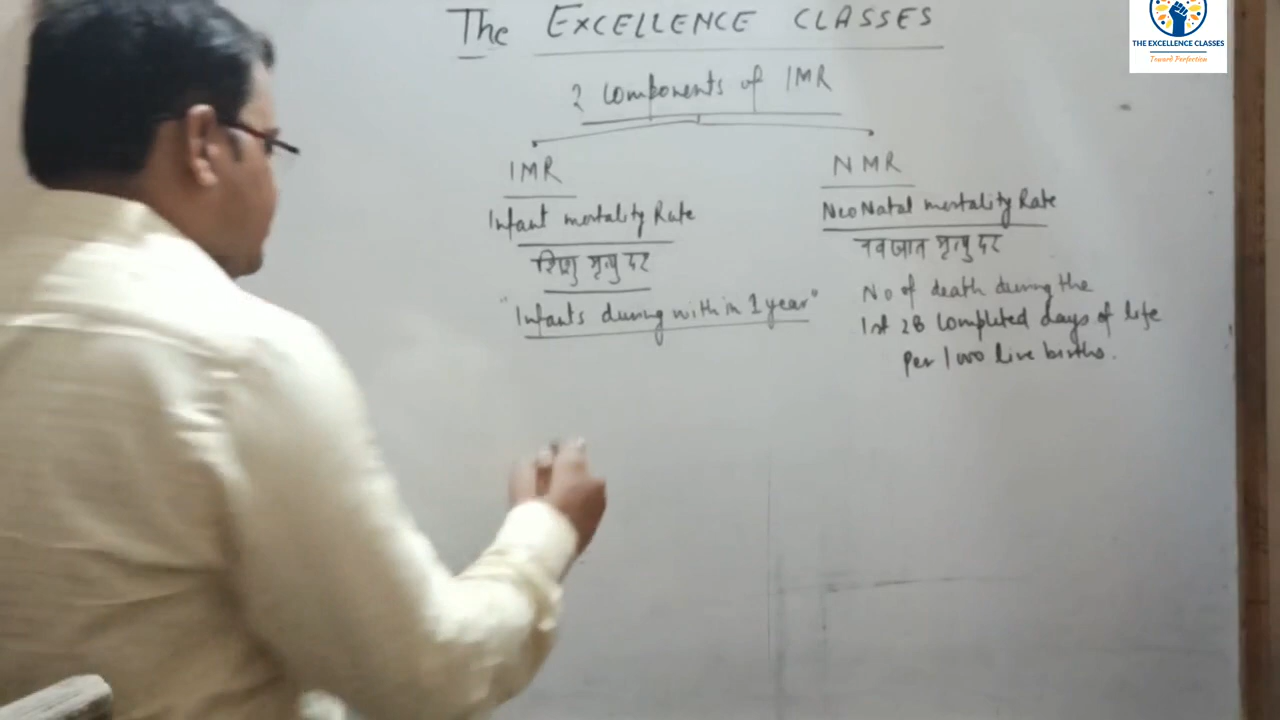 The EXCELLENCE CLASSES
THE EXCELLENCE CLASSES
Toward Perfection
2 components of IMR
IMR
Infant mortality Rate
शिशु मृत्यु दर
"Infants during with in 1 year"
NMR
NeoNatal mortality Rate
नवजात मृत्यु दर
No of death during the
1st 28 Completed days of life
Per 1000 live births.